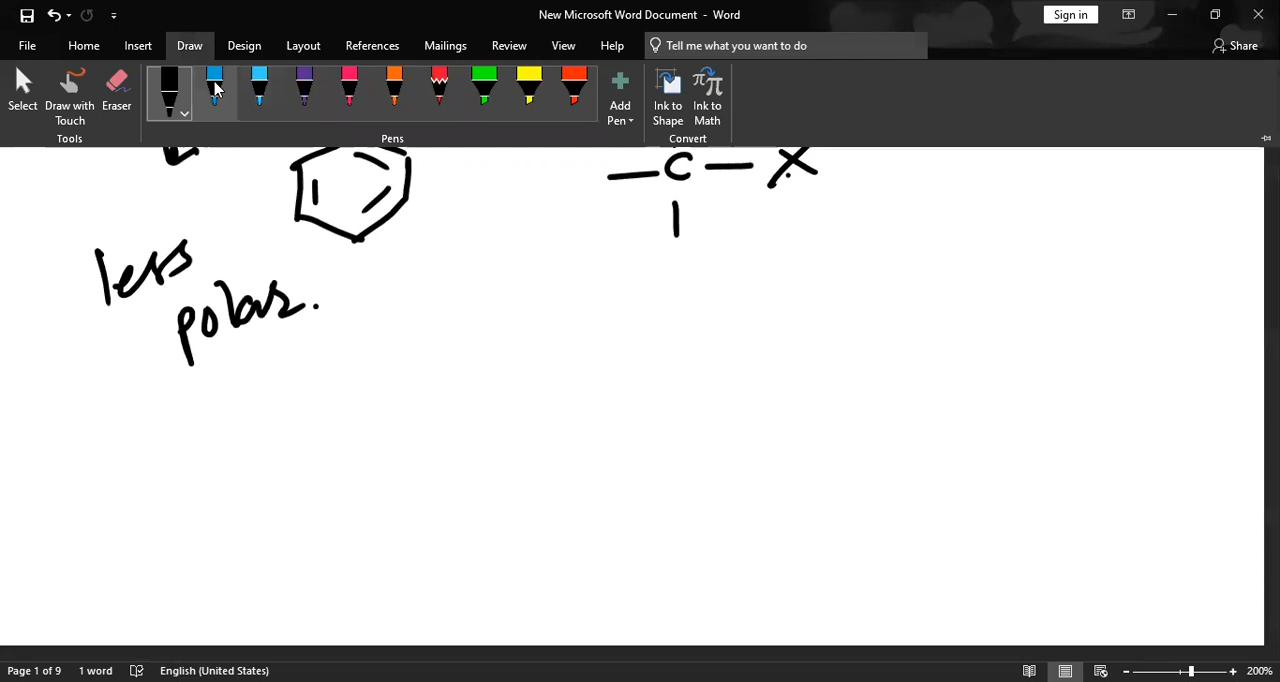 New Microsoft Word Document - Word
Sign in
File Home Insert Draw Design Layout References Mailings Review View Help Tell me what you want to do Share
Select Draw with Touch Eraser Add Pen Ink to Shape Ink to Math
Tools Pens Convert
— C — X
less
polar.
Page 1 of 9 1 word English (United States) 200%